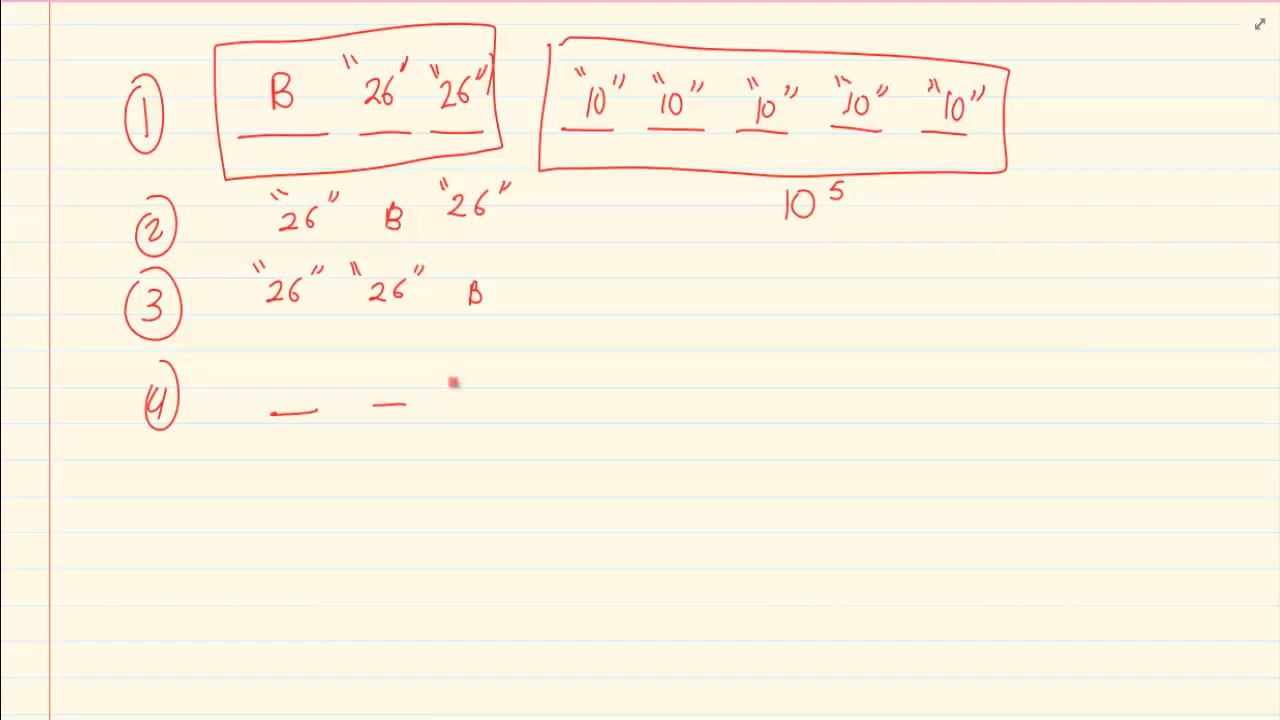 ① B "26" "26" "10" "10" "10" "10" "10"
10⁵
② "26" B "26"
③ "26" "26" B
④ _ _